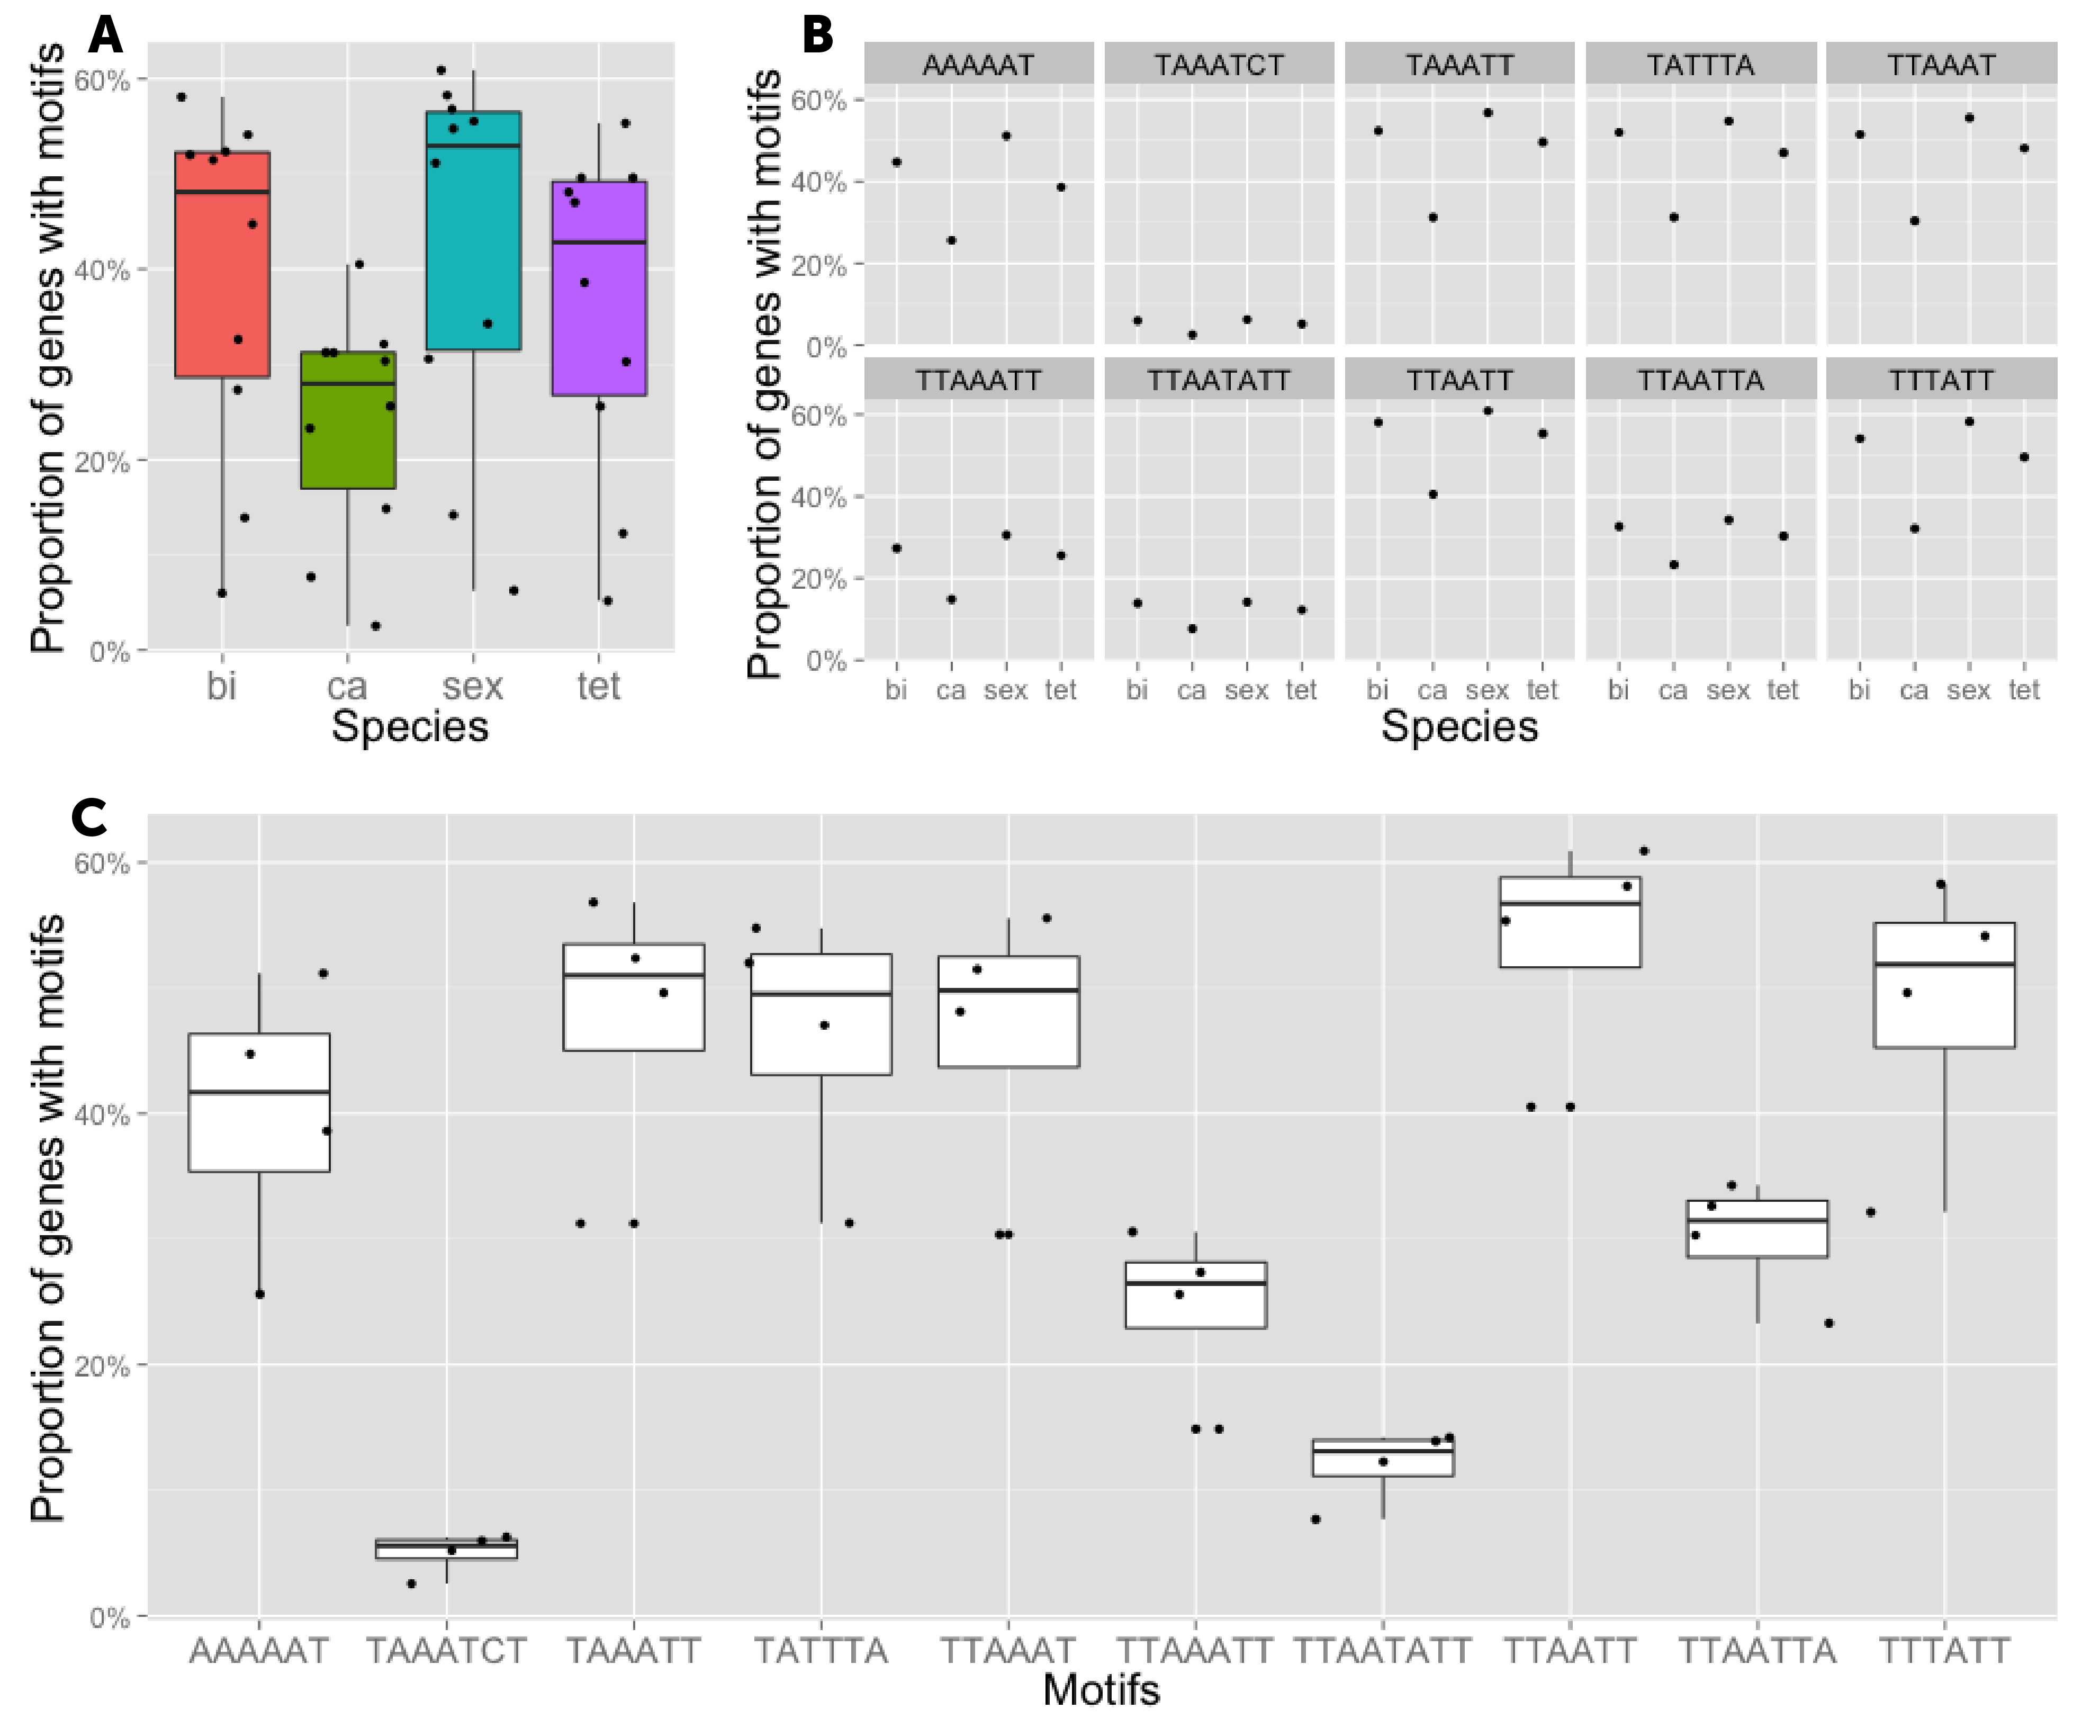 A
Proportion of genes with motifs
60%
40%
20%
0%
bi ca sex tet
Species
B
Proportion of genes with motifs
AAAAAT TAAATCT TAAATT TATTTA TTAAAT
60%
40%
20%
0%
TTAAATT TTAATATT TTAATT TTAATTA TTTATT
60%
40%
20%
0%
bi ca sex tet bi ca sex tet bi ca sex tet bi ca sex tet bi ca sex tet
Species
C
Proportion of genes with motifs
60%
40%
20%
0%
AAAAAT TAAATCT TAAATT TATTTA TTAAAT TTAAATT TTAATATT TTAATT TTAATTA TTTATT
Motifs